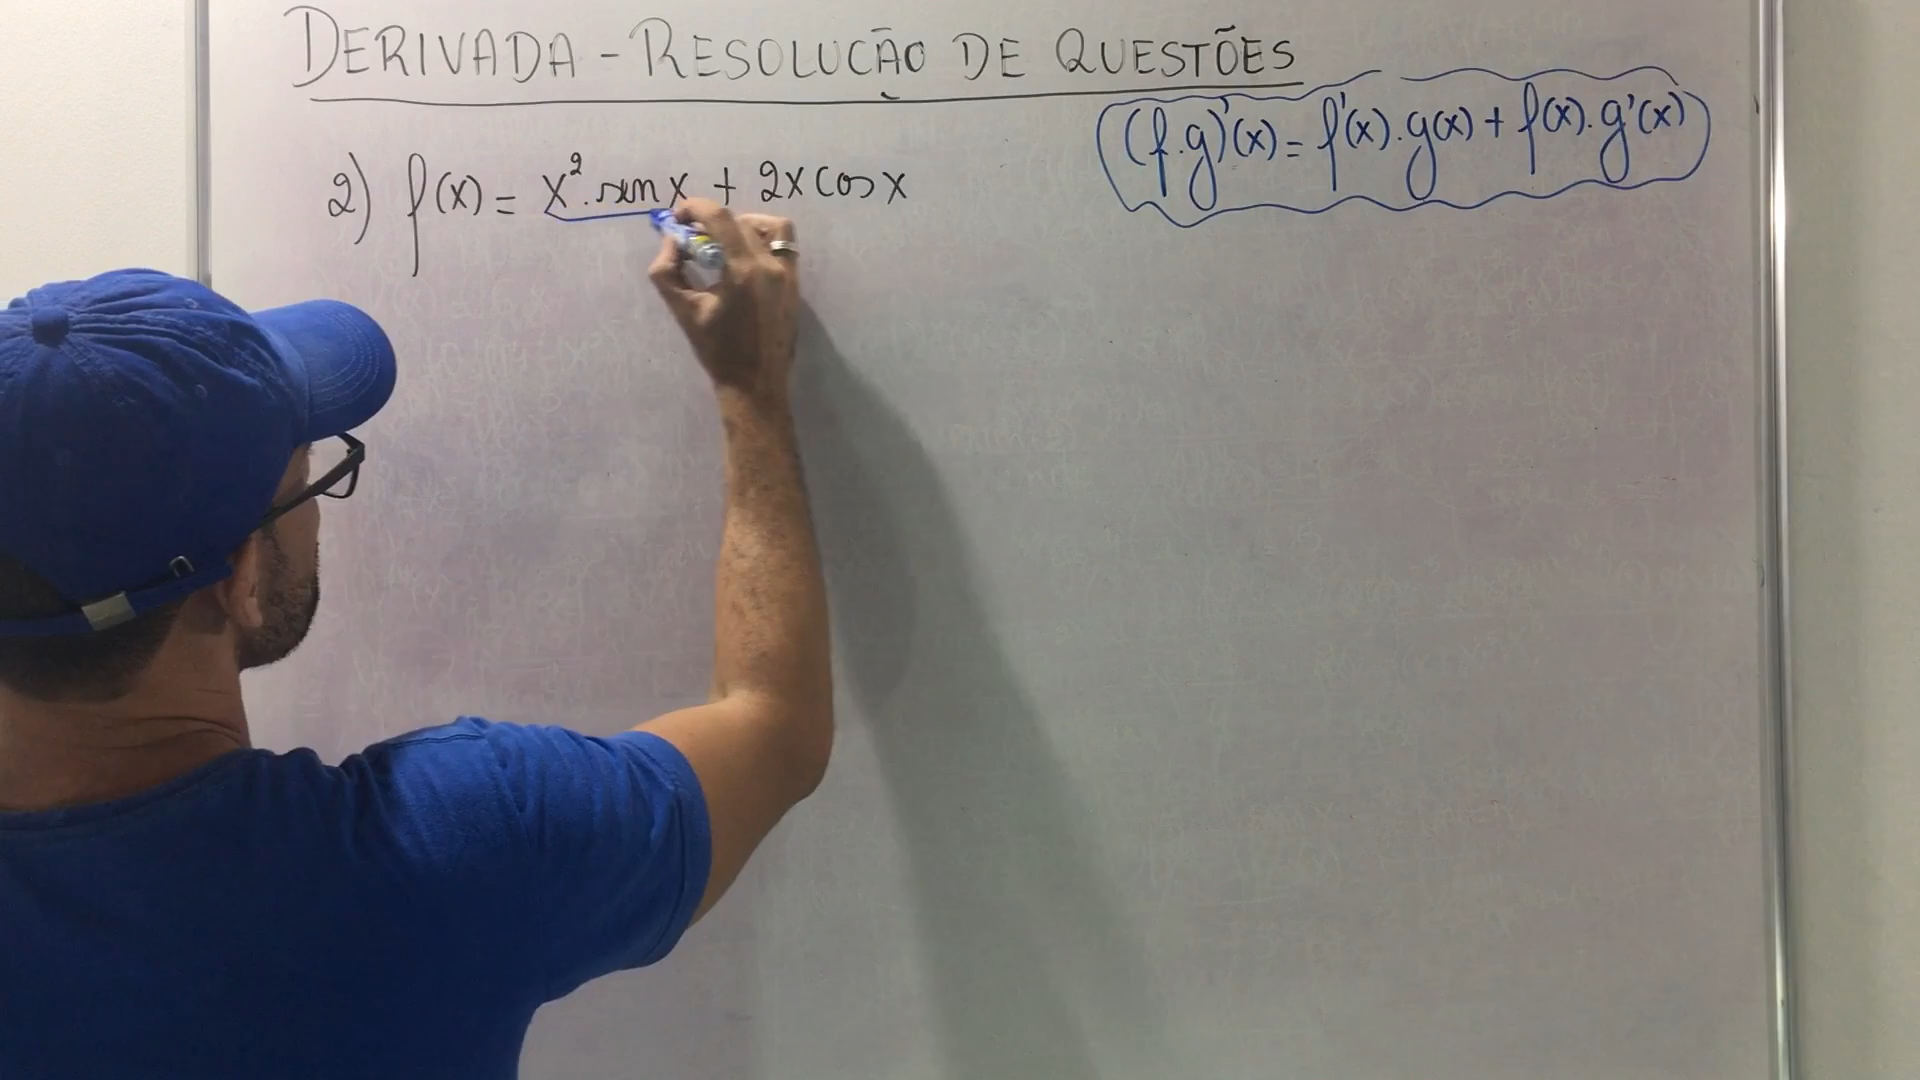 DERIVADA - RESOLUÇÃO DE QUESTÕES
(f.g)'(x) = f'(x).g(x) + f(x).g'(x)
2) f(x) = x².sen x + 2x cos x